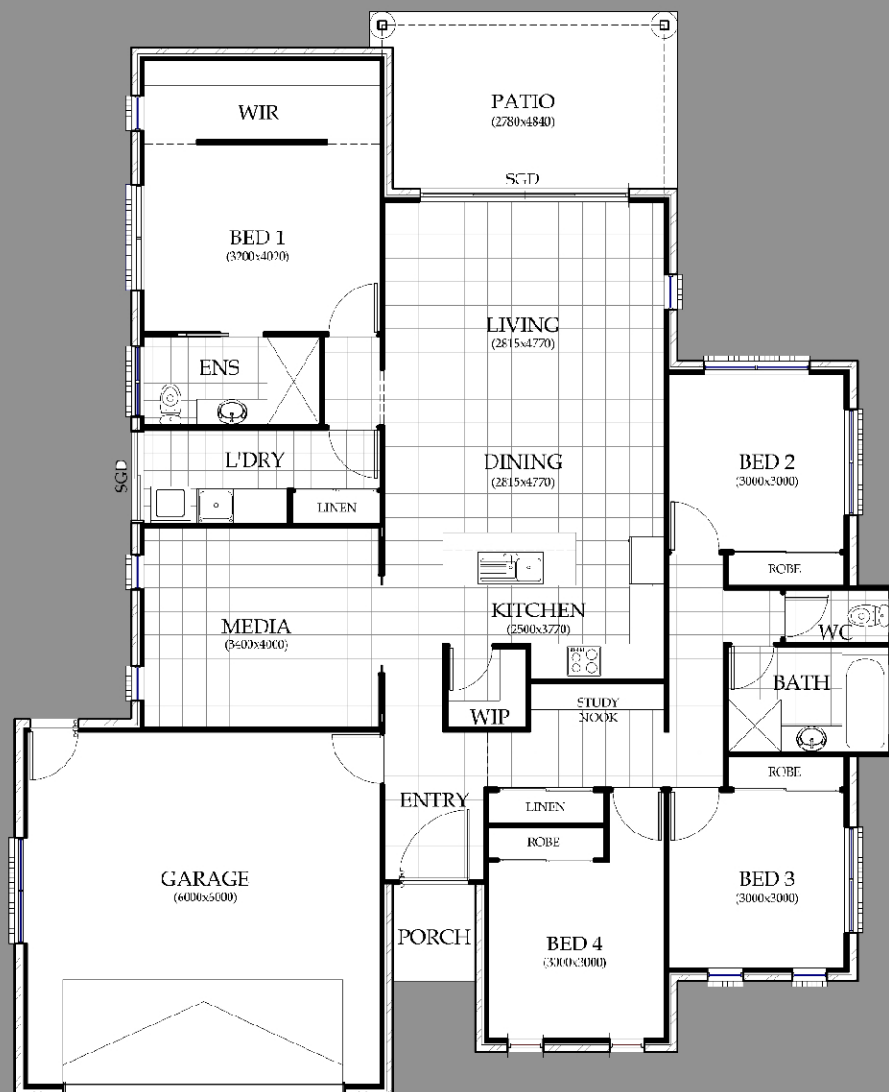 PATIO
(2780x4840)
WIR
SGD
BED 1
(3200x4020)
LIVING
(2815x4770)
ENS
L'DRY
SGD
LINEN
DINING
(2815x4770)
BED 2
(3000x3000)
ROBE
KITCHEN
(2500x3770)
MEDIA
(3400x4000)
WC
BATH
WIP
STUDY
NOOK
ROBE
ENTRY
LINEN
ROBE
GARAGE
(6000x6000)
BED 3
(3000x3000)
PORCH
BED 4
(3000x3000)